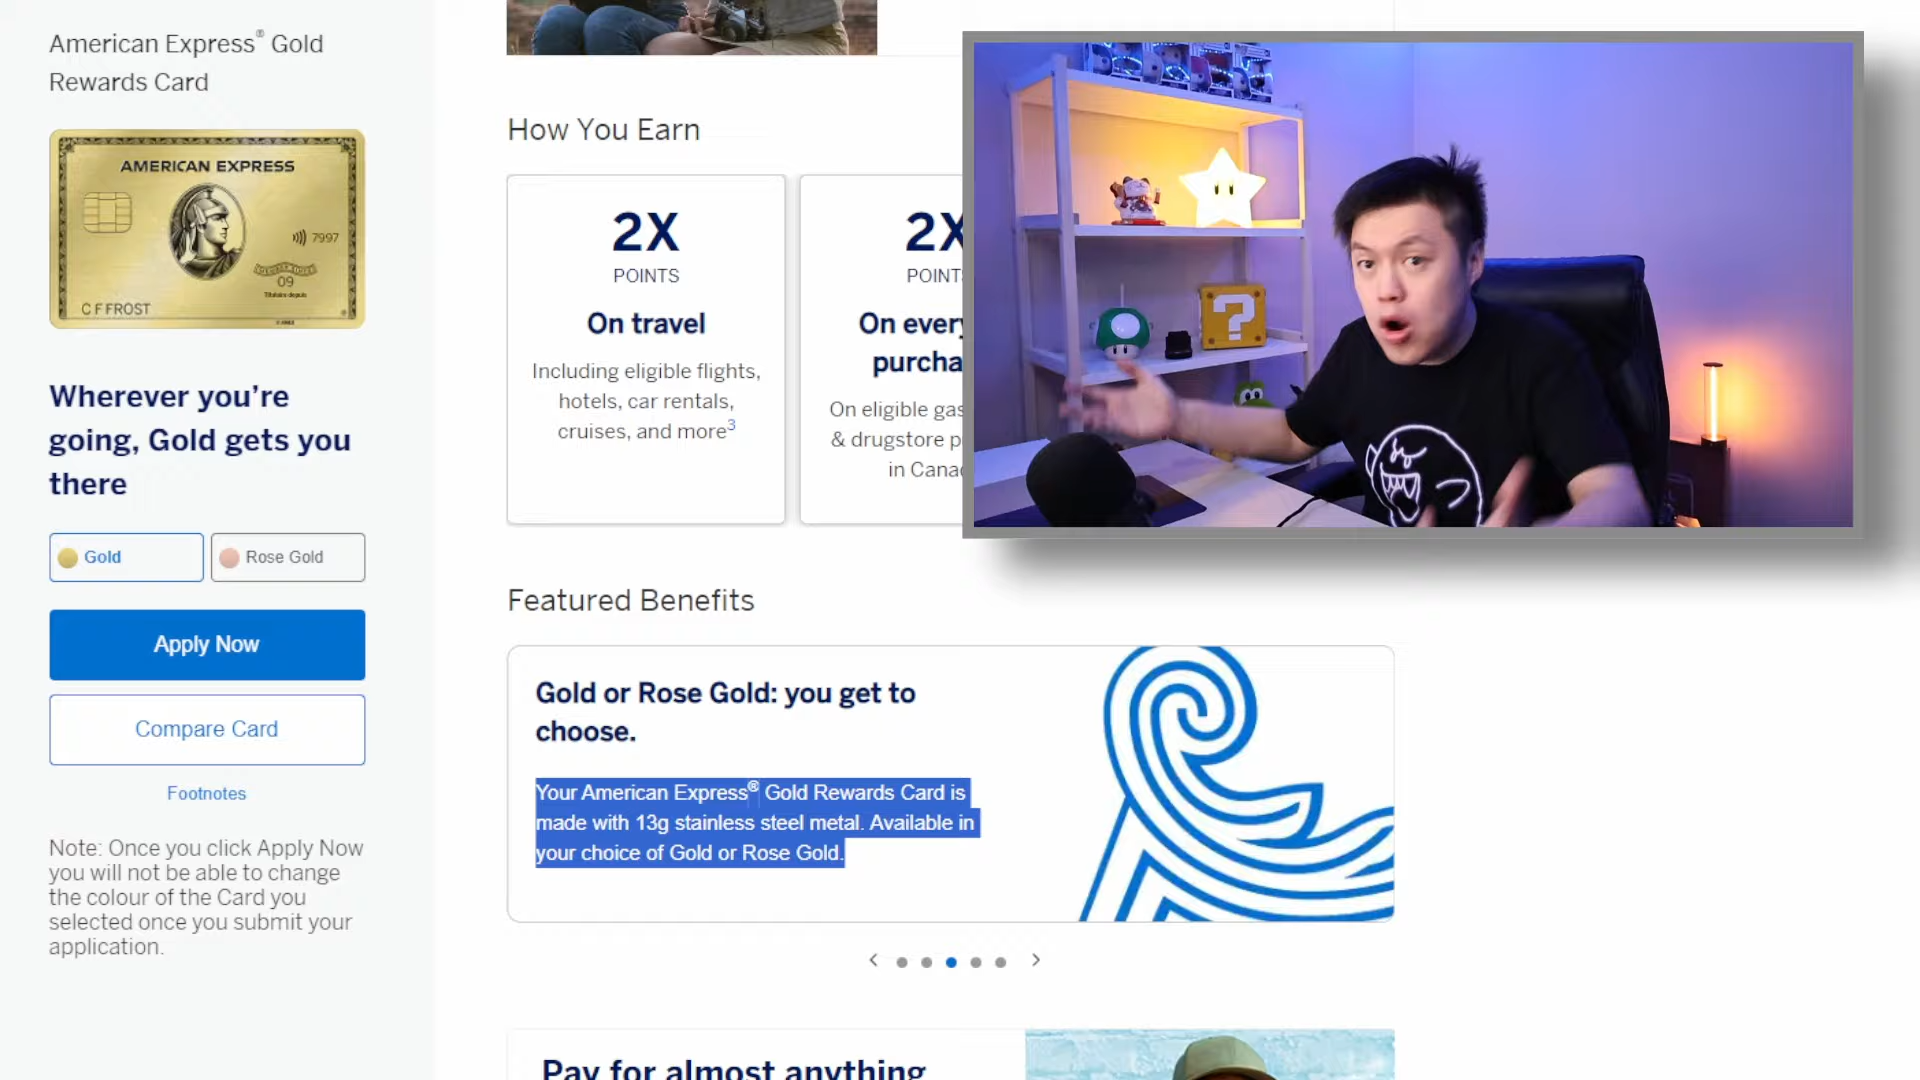 American Express® Gold
Rewards Card
AMERICAN EXPRESS
7997
09
C F FROST
Wherever you’re
going, Gold gets you
there
Gold
Rose Gold
Apply Now
Compare Card
Footnotes
Note: Once you click Apply Now
you will not be able to change
the colour of the Card you
selected once you submit your
application.
How You Earn
2X
POINTS
On travel
Including eligible flights,
hotels, car rentals,
cruises, and more3
2X
POINTS
On every
purcha
On eligible gas
& drugstore p
in Canad
?
Featured Benefits
Gold or Rose Gold: you get to
choose.
Your American Express® Gold Rewards Card is
made with 13g stainless steel metal. Available in
your choice of Gold or Rose Gold.
Pay for almost anything